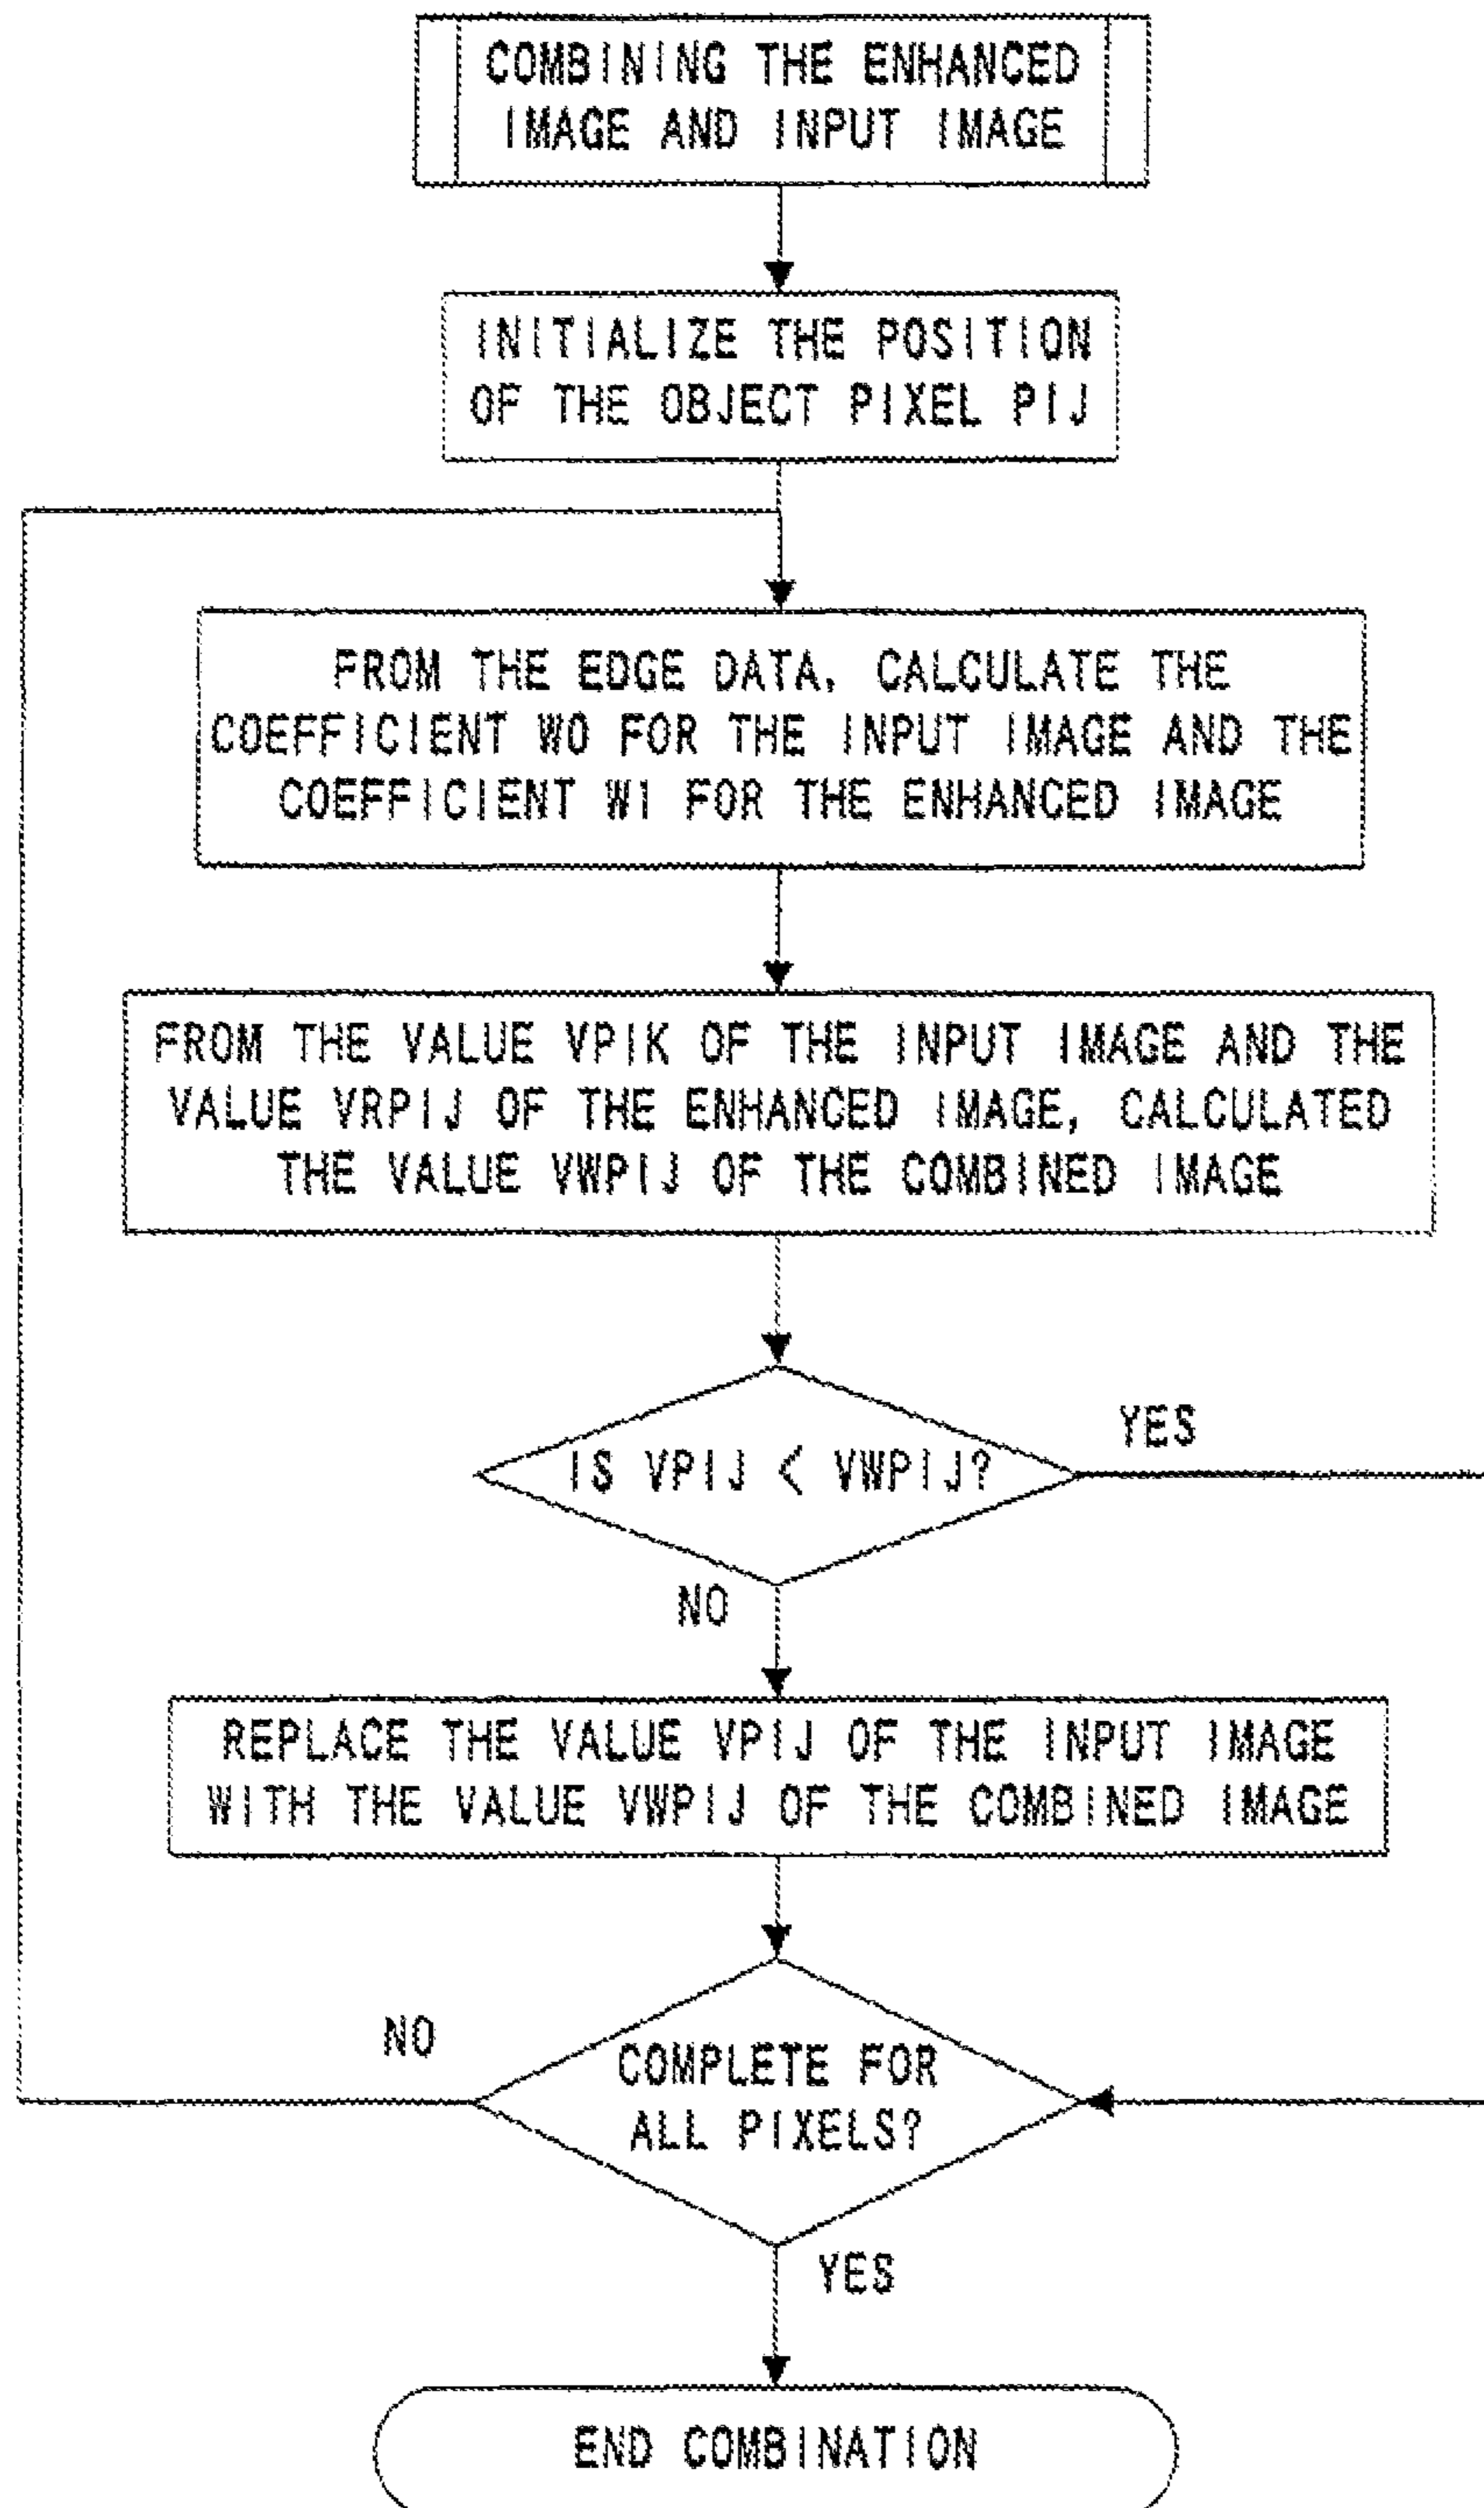 COMBINING THE ENHANCED
IMAGE AND INPUT IMAGE
INITIALIZE THE POSITION
OF THE OBJECT PIXEL PIJ
FROM THE EDGE DATA, CALCULATE THE
COEFFICIENT W0 FOR THE INPUT IMAGE AND THE
COEFFICIENT W1 FOR THE ENHANCED IMAGE
FROM THE VALUE VPIK OF THE INPUT IMAGE AND THE
VALUE VRPIJ OF THE ENHANCED IMAGE, CALCULATED
THE VALUE VWPIJ OF THE COMBINED IMAGE
IS VPIJ < VWPIJ?
YES
NO
REPLACE THE VALUE VPIJ OF THE INPUT IMAGE
WITH THE VALUE VWPIJ OF THE COMBINED IMAGE
NO
COMPLETE FOR
ALL PIXELS?
YES
END COMBINATION